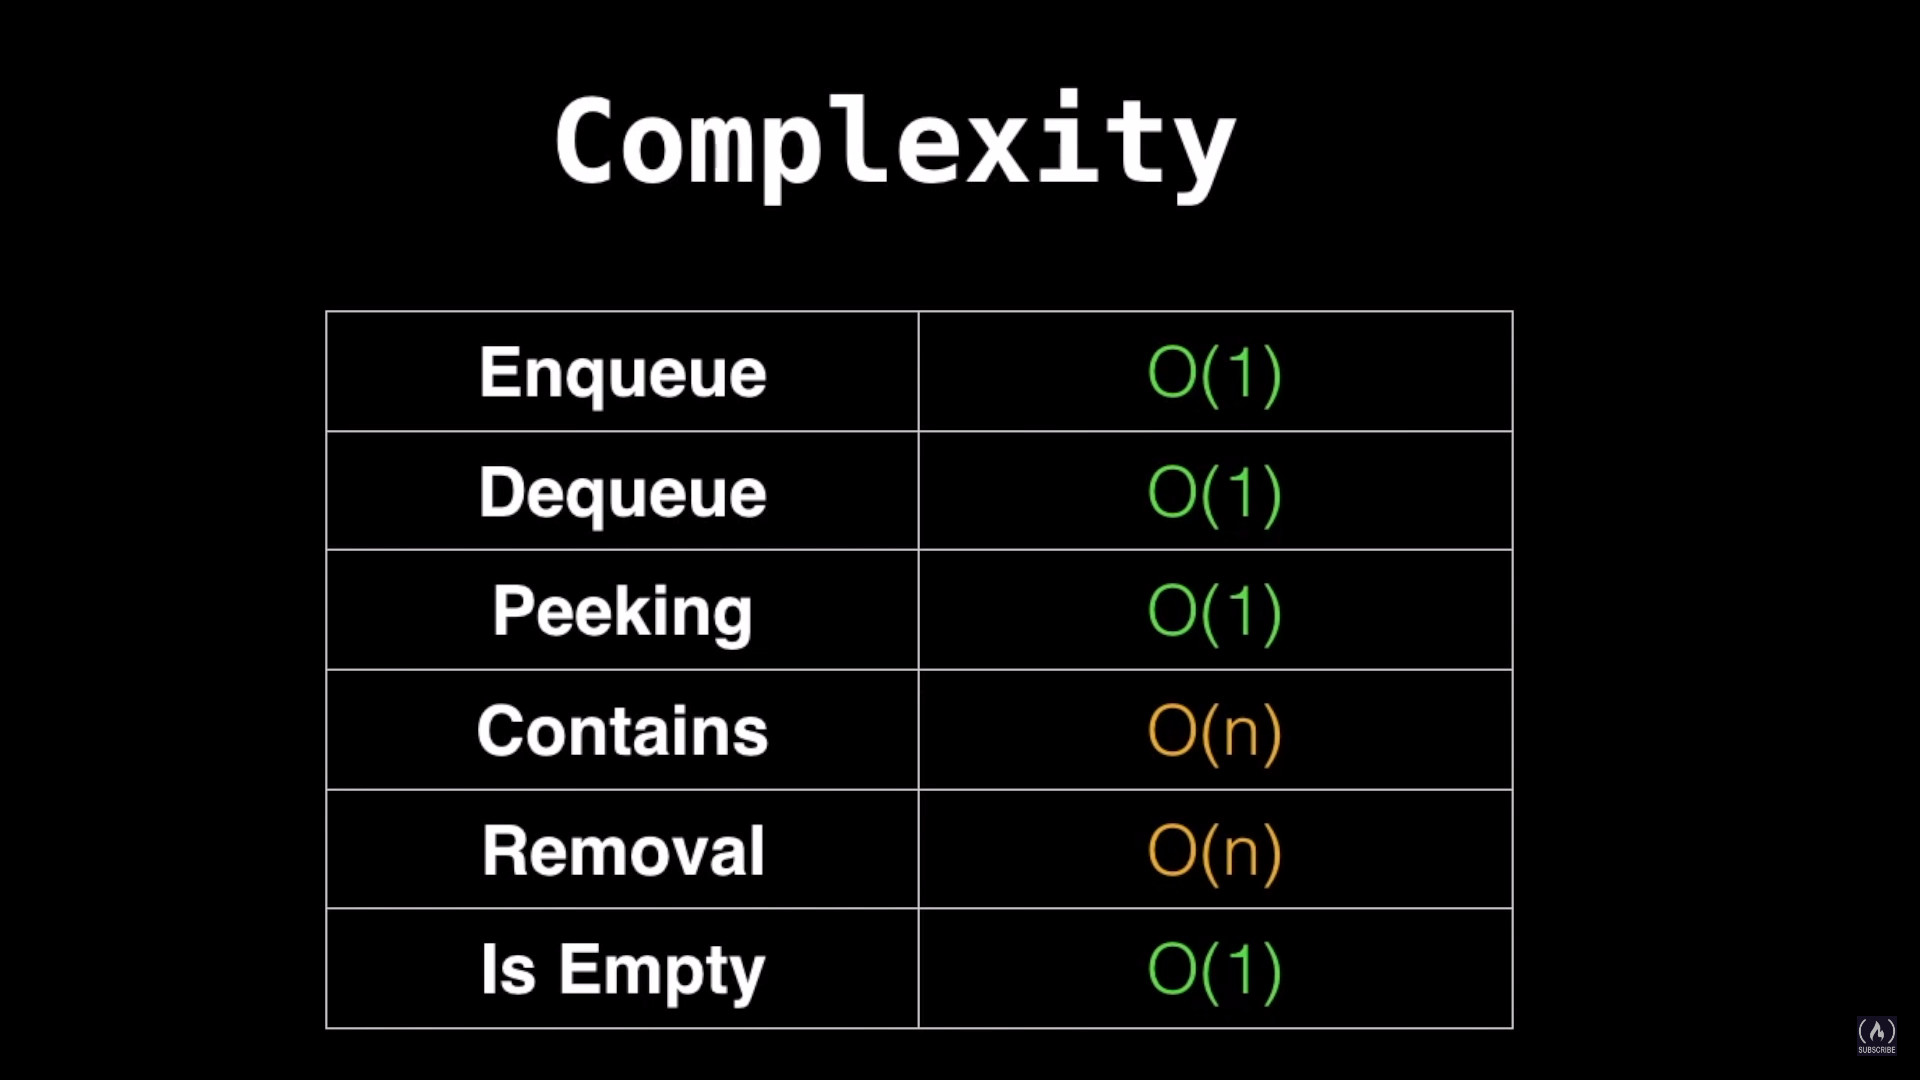 Complexity
Enqueue O(1)
Dequeue O(1)
Peeking O(1)
Contains O(n)
Removal O(n)
Is Empty O(1)
SUBSCRIBE